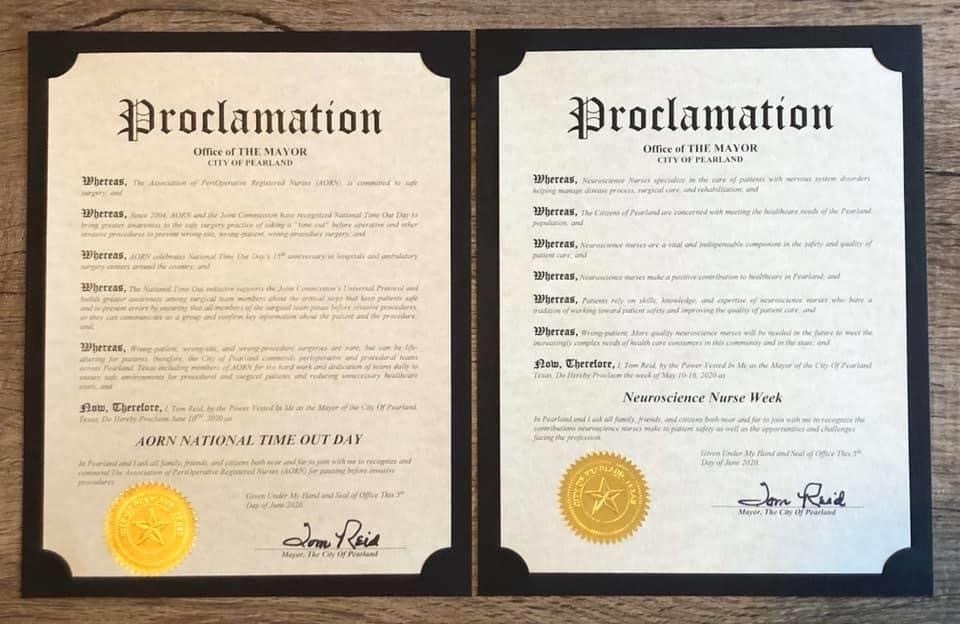 Proclamation
Office of THE MAYOR
CITY OF PEARLAND
Whereas, The Association of PeriOperative Registered Nurses (AORN) is committed to safe
surgery; and
Whereas, Since 2004, AORN and the Joint Commission have recognized National Time Out Day to
bring greater awareness to the safe surgery practice of taking a "time out" before operative and other
invasive procedures to prevent wrong-site, wrong-patient, wrong-procedure surgery; and
Whereas, AORN celebrates National Time Out Day's 15th anniversary in hospitals and ambulatory
surgery centers around the country; and
Whereas, The National Time Out initiative supports the Joint Commission's Universal Protocol and
builds greater awareness among surgical team members about the critical steps that keep patients safe
and to prevent errors by ensuring that all members of the surgical team pause before invasive procedures,
so they can communicate as a group and confirm key information about the patient and the procedure;
and;
Whereas, Wrong-patient, wrong-site, and wrong-procedure surgeries are rare, but can be life-
altering for patients, therefore, the City of Pearland commends perioperative and procedural teams
across Pearland, Texas including members of AORN for the hard work and dedication of teams daily to
ensure safe environments for procedural and surgical patients and reducing unnecessary healthcare
costs; and
Now, Therefore, I, Tom Reid, by the Power Vested In Me as the Mayor of the City Of Pearland
Texas, Do Hereby Proclaim June 10TH, 2020 as
AORN NATIONAL TIME OUT DAY
In Pearland and I ask all family, friends, and citizens both near and far to join with me to recognize and
commend The Association of PeriOperative Registered Nurses (AORN) for pausing before invasive
procedures.
CITY OF PEARLAND, TEXAS
Given Under My Hand and Seal of Office This 5th
Day of June 2020.
Tom Reid
Mayor, The City Of Pearland
Proclamation
Office of THE MAYOR
CITY OF PEARLAND
Whereas, Neuroscience Nurses specialize in the care of patients with nervous system disorders
helping manage disease process, surgical care, and rehabilitation; and
Whereas, The Citizens of Pearland are concerned with meeting the healthcare needs of the Pearland
population; and
Whereas, Neuroscience nurses are a vital and indispensable component in the safety and quality of
patient care; and
Whereas, Neuroscience nurses make a positive contribution to healthcare in Pearland; and
Whereas, Patients rely on skills, knowledge, and expertise of neuroscience nurses who have a
tradition of working toward patient safety and improving the quality of patient care; and
Whereas, Wrong-patient, More quality neuroscience nurses will be needed in the future to meet the
increasingly complex needs of health care consumers in this community and in the state; and
Now, Therefore, I, Tom Reid, by the Power Vested In Me as the Mayor of the City Of Pearland
Texas, Do Hereby Proclaim the week of May 10-16, 2020 as
Neuroscience Nurse Week
In Pearland and I ask all family, friends, and citizens both near and far to join with me to recognize the
contributions neuroscience nurses make to patient safety as well as the opportunities and challenges
facing the profession.
CITY OF PEARLAND, TEXAS
Given Under My Hand and Seal of Office This 5th
Day of June 2020.
Tom Reid
Mayor, The City Of Pearland